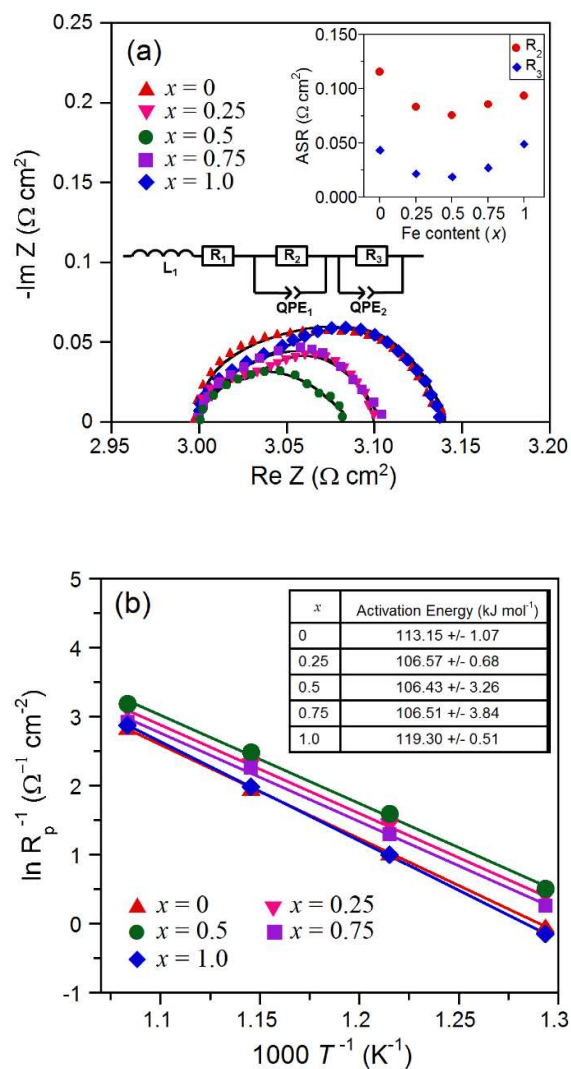 (a)
-Im Z (Ω cm²)
0.25
0.20
0.15
0.1
0.05
0
2.95
3.00
3.05
3.10
3.15
3.20
Re Z (Ω cm²)
x = 0
x = 0.25
x = 0.5
x = 0.75
x = 1.0
ASR (Ω cm²)
0.150
0.100
0.050
0.000
0
0.25
0.5
0.75
1
Fe content (x)
R₂
R₃
L₁
R₁
R₂
R₃
QPE₁
QPE₂
(b)
ln Rₚ⁻¹ (Ω⁻¹ cm⁻²)
5
4
3
2
1
0
-1
1.1
1.15
1.2
1.25
1.3
1000 T⁻¹ (K⁻¹)
x Activation Energy (kJ mol⁻¹)
0 113.15 +/- 1.07
0.25 106.57 +/- 0.68
0.5 106.43 +/- 3.26
0.75 106.51 +/- 3.84
1.0 119.30 +/- 0.51
x = 0
x = 0.25
x = 0.5
x = 0.75
x = 1.0